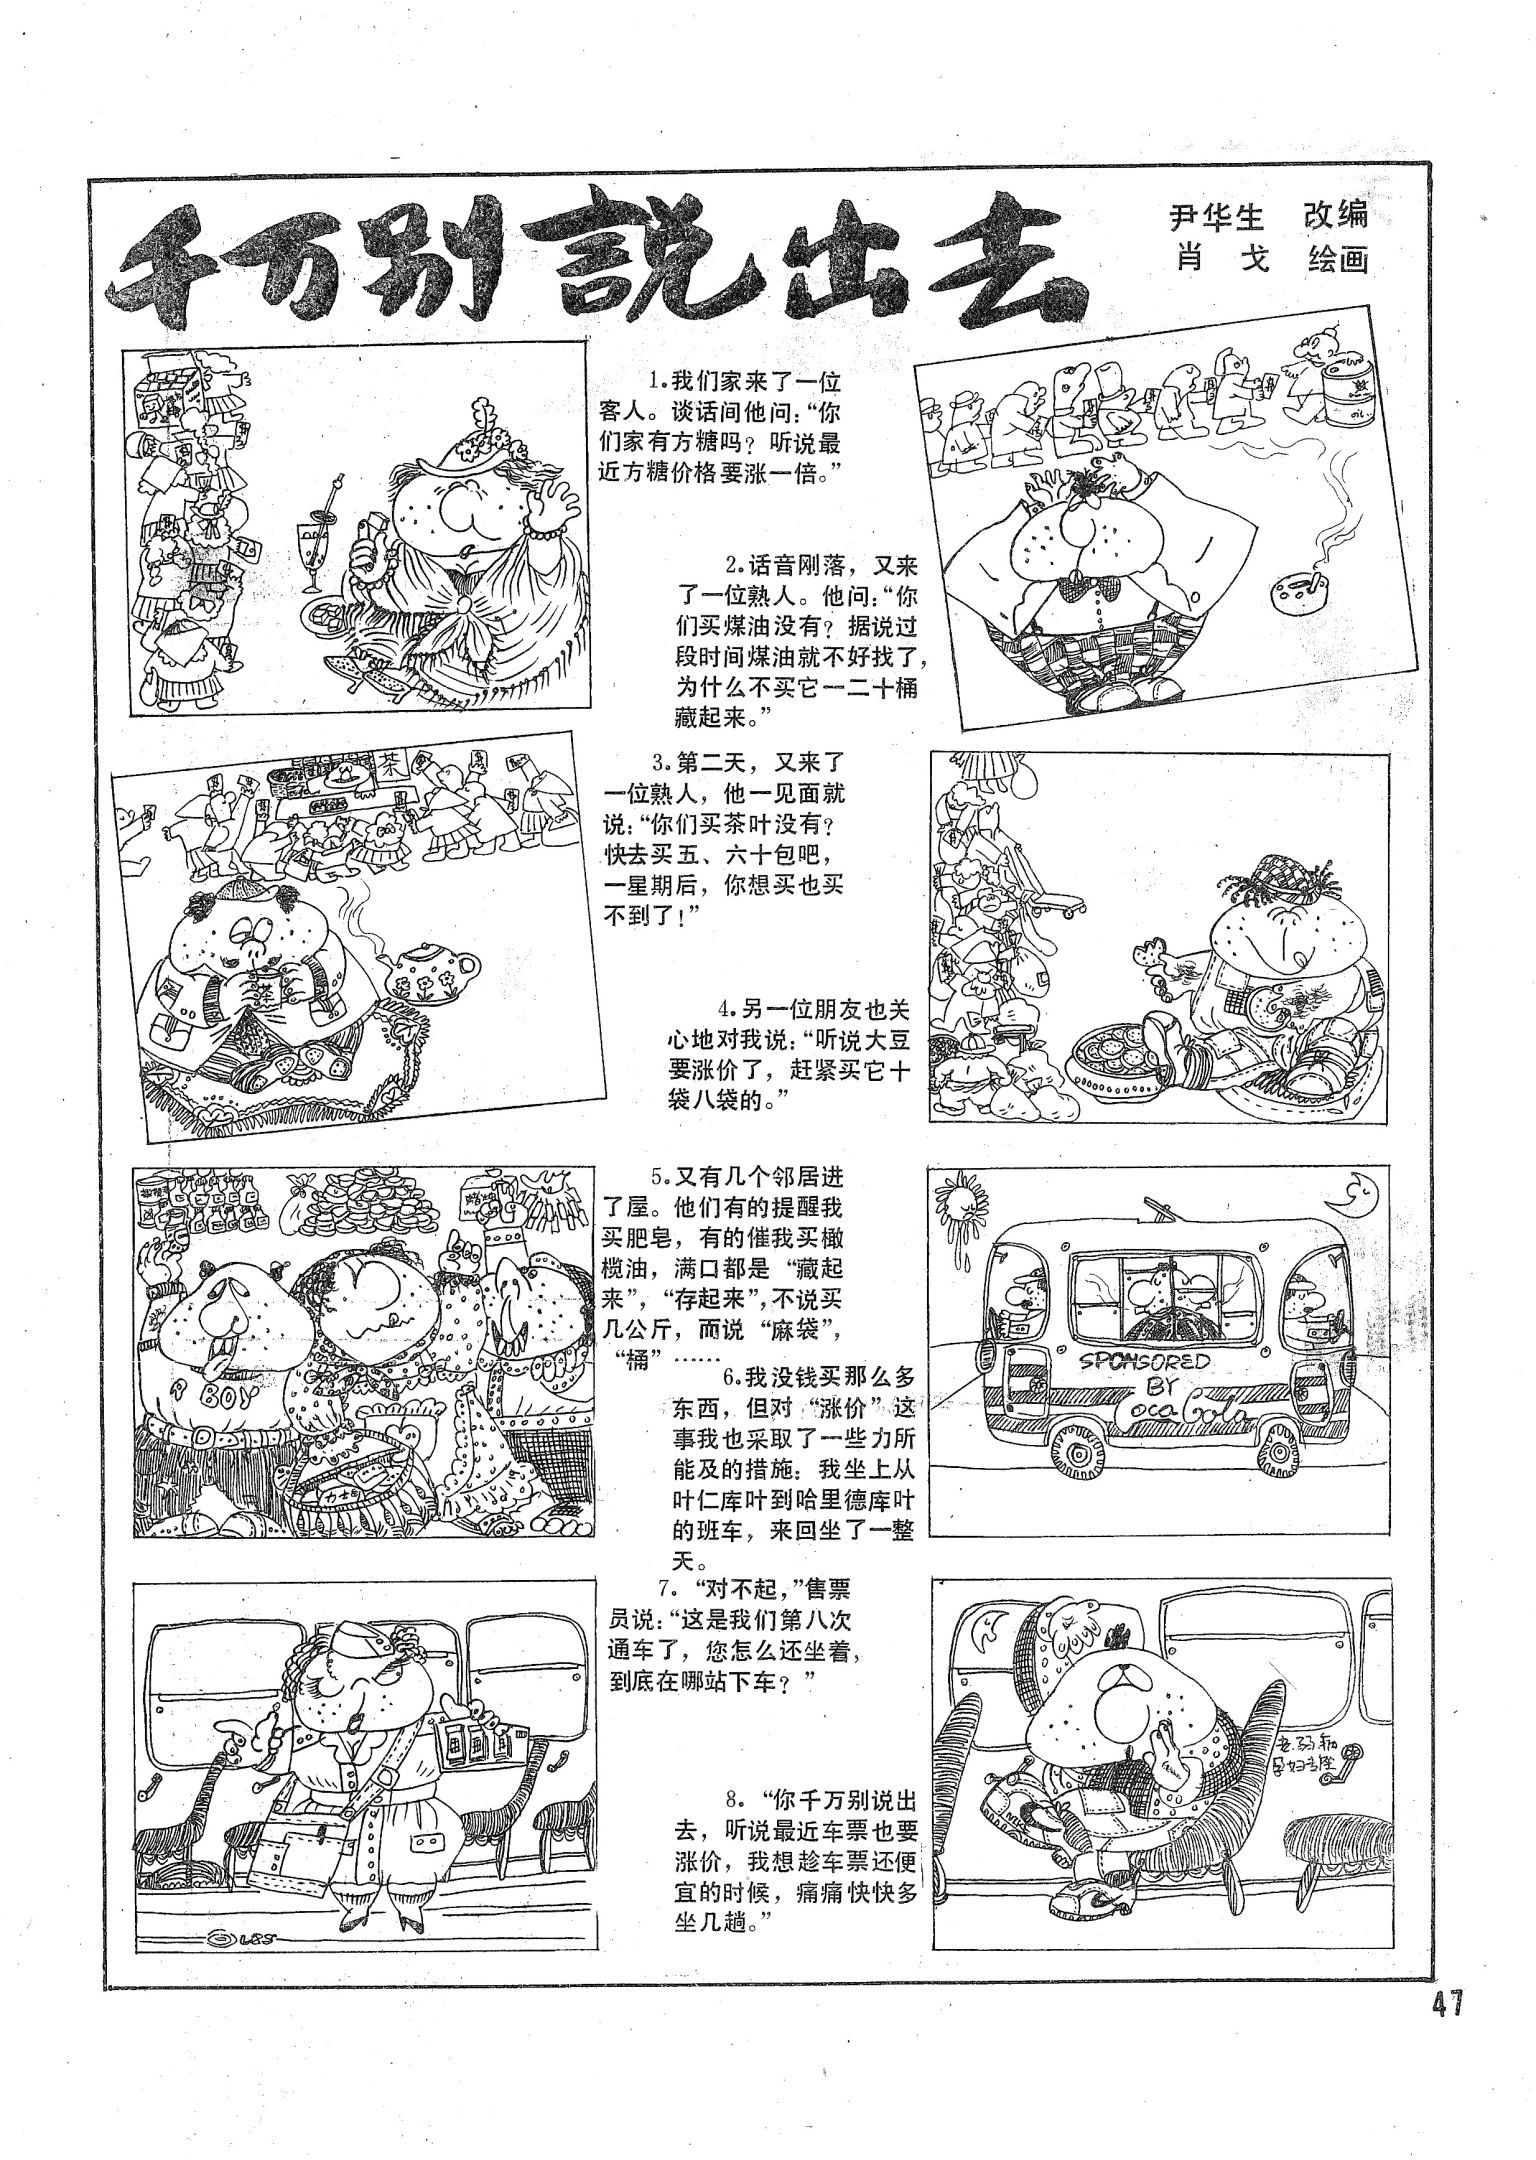 千万别説出去
尹华生 改编
肖 戈 绘画
1.我们家来了一位
客人。谈话间他问:“你
们家有方糖吗?听说最
近方糖价格要涨一倍。”
2.话音刚落,又来
了一位熟人。他问:“你
们买煤油没有?据说过
段时间煤油就不好找了,
为什么不买它一二十桶
藏起来。”
oil
3.第二天,又来了
一位熟人,他一见面就
说:“你们买茶叶没有?
快去买五、六十包吧,
一星期后,你想买也买
不到了!”
茶
茶
4.另一位朋友也关
心地对我说:“听说大豆
要涨价了,赶紧买它十
袋八袋的。”
5.又有几个邻居进
了屋。他们有的提醒我
买肥皂,有的催我买橄
榄油,满口都是“藏起
来”,“存起来”,不说买
几公斤,而说“麻袋”,
“桶”……
BOY
力士
6.我没钱买那么多
东西,但对“涨价”这
事我也采取了一些力所
能及的措施:我坐上从
叶仁库叶到哈里德库叶
的班车,来回坐了一整
天。
SPONSORED
BY
Coca Cola
7.“对不起,”售票
员说:“这是我们第八次
通车了,您怎么还坐着,
到底在哪站下车?”
8.“你千万别说出
去,听说最近车票也要
涨价,我想趁车票还便
宜的时候,痛痛快快多
坐几趟。”
老弱病
孕妇专座
47